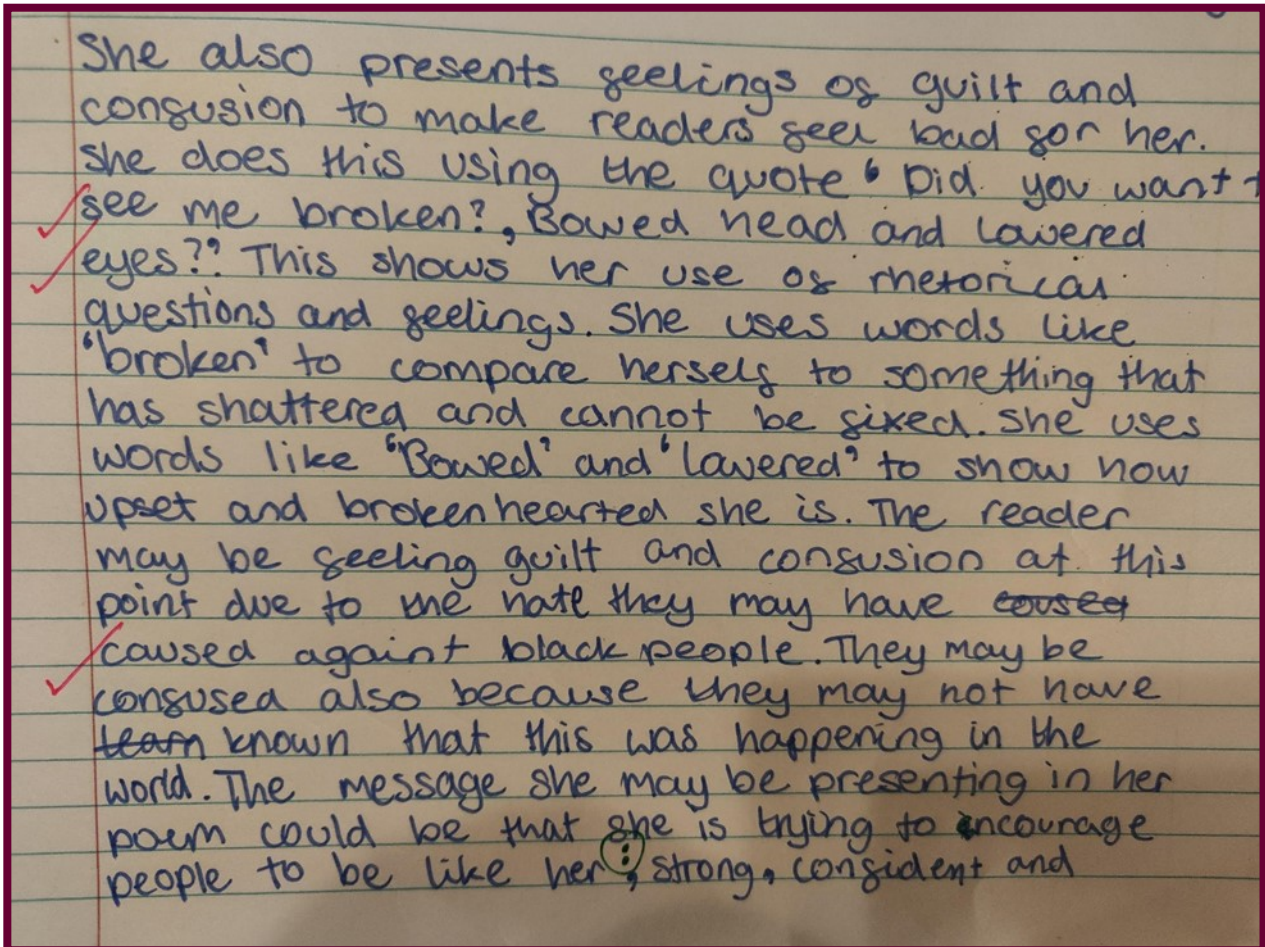 She also presents feelings of guilt and
confusion to make readers feel bad for her.
she does this using the quote ‘ Did you want t
see me broken?, Bowed head and lowered
eyes??’ This shows her use of rhetorical
questions and feelings. She uses words like
‘broken’ to compare herself to something that
has shattered and cannot be fixed. She uses
words like ‘Bowed’ and ‘lowered’ to show how
upset and brokenhearted she is. The reader
may be feeling guilt and confusion at this
point due to the hate they may have coused
caused againt black people. They may be
confused also because they may not have
learn known that this was happening in the
world. The message she may be presenting in her
poem could be that she is trying to encourage
people to be like her: strong, confident and